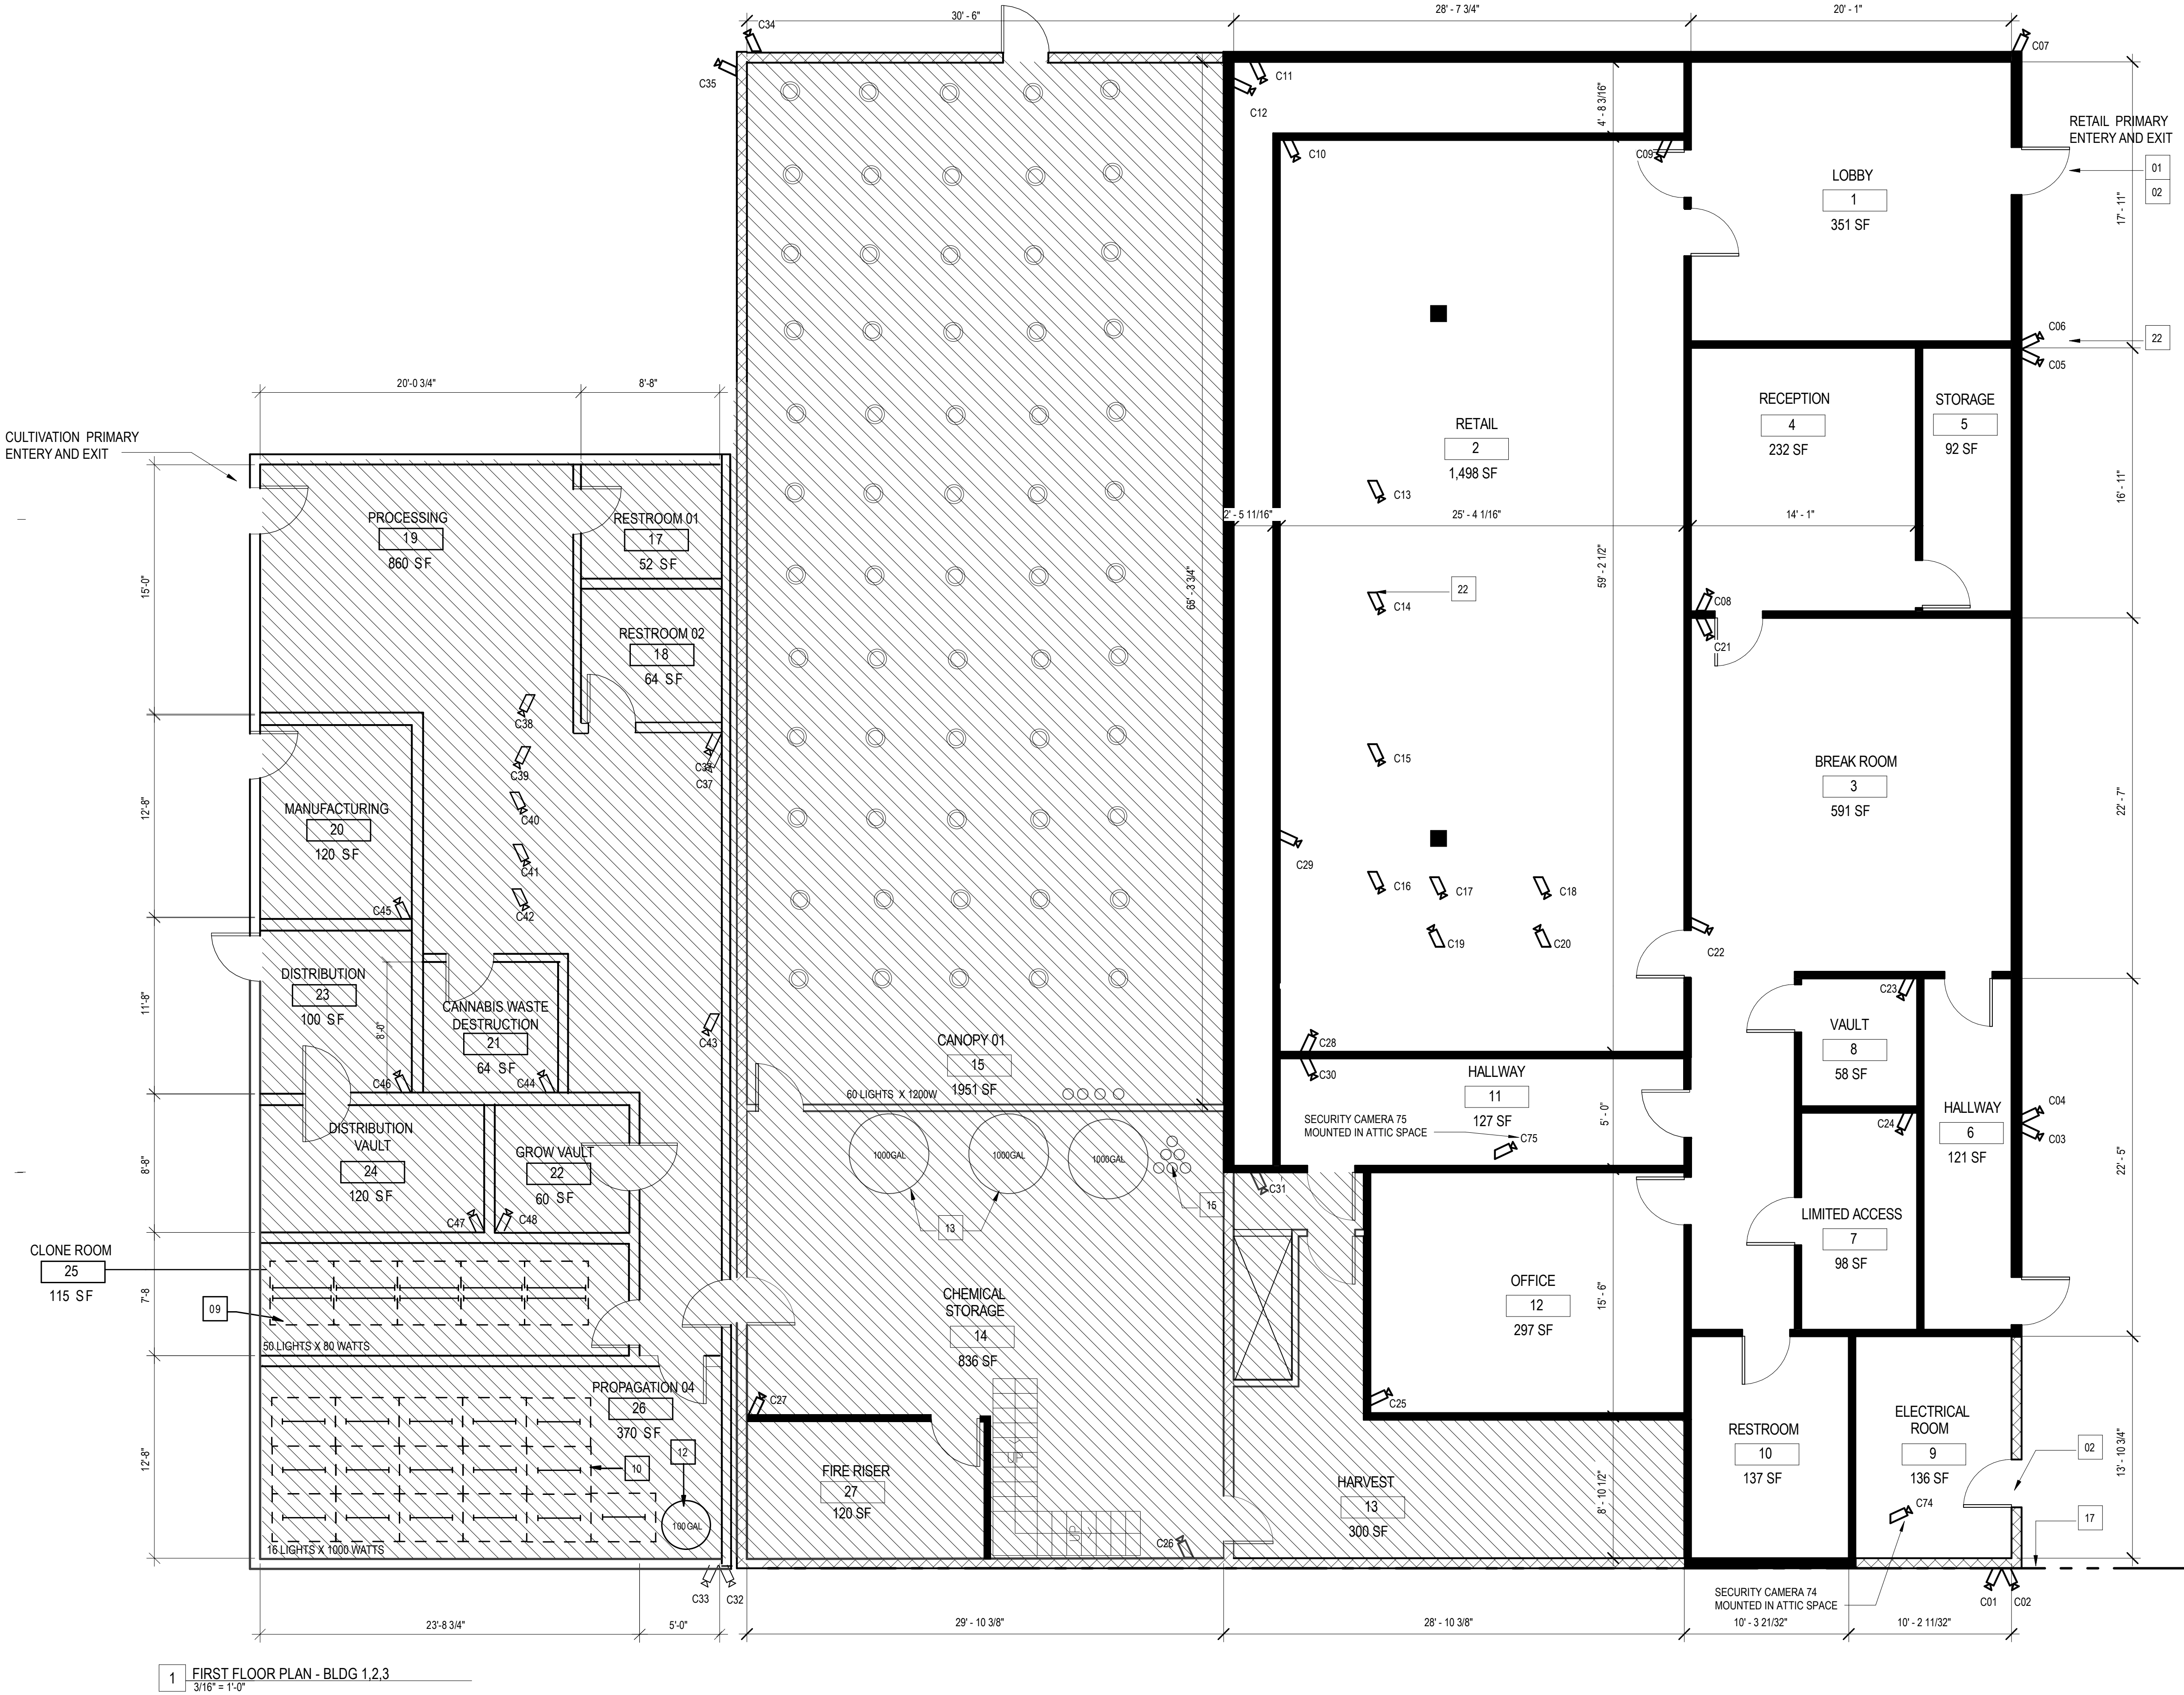 30' - 6"
28' - 7 3/4"
20' - 1"
C34
C07
C35
C11
C12
C10
C09
4' - 8 3/16"
RETAIL PRIMARY
ENTERY AND EXIT
01
02
LOBBY
1
351 SF
17' - 11"
C06
22
C05
20'-0 3/4"
8'-8"
CULTIVATION PRIMARY
ENTERY AND EXIT
RETAIL
2
1,498 SF
RECEPTION
4
232 SF
STORAGE
5
92 SF
16' - 11"
C13
PROCESSING
19
860 SF
RESTROOM 01
17
52 SF
2' - 5 11/16"
25' - 4 1/16"
14' - 1"
59' - 2 1/2"
65' - 3 3/4"
15'-0"
22
C14
C08
C21
RESTROOM 02
18
64 SF
C38
C39
C37
C15
BREAK ROOM
3
591 SF
22' - 7"
12'-8"
MANUFACTURING
20
120 SF
C40
C41
C42
C45
C29
C16
C17
C18
C19
C20
C22
DISTRIBUTION
23
100 SF
11'-8"
8'-0"
CANNABIS WASTE
DESTRUCTION
21
64 SF
C43
C46
C44
CANOPY 01
15
1951 SF
60 LIGHTS X 1200W
C28
C30
C23
VAULT
8
58 SF
HALLWAY
11
127 SF
5' - 0"
SECURITY CAMERA 75
MOUNTED IN ATTIC SPACE
C75
C24
HALLWAY
6
121 SF
C04
C03
22' - 5"
DISTRIBUTION
VAULT
24
120 SF
8'-8"
GROW VAULT
22
60 SF
C47
C48
1000GAL
1000GAL
1000GAL
13
15
C31
LIMITED ACCESS
7
98 SF
CLONE ROOM
25
115 SF
09
7'-8
50 LIGHTS X 80 WATTS
CHEMICAL
STORAGE
14
836 SF
OFFICE
12
297 SF
15' - 6"
C27
C25
PROPAGATION 04
26
370 SF
12
10
100 GAL
12'-8"
16 LIGHTS X 1000 WATTS
FIRE RISER
27
120 SF
UP
UP
C26
HARVEST
13
300 SF
8' - 10 1/2"
RESTROOM
10
137 SF
ELECTRICAL
ROOM
9
136 SF
C74
02
17
13' - 10 3/4"
C33
C32
SECURITY CAMERA 74
MOUNTED IN ATTIC SPACE
C01
C02
23'-8 3/4"
5'-0"
29' - 10 3/8"
28' - 10 3/8"
10' - 3 21/32"
10' - 2 11/32"
1
FIRST FLOOR PLAN - BLDG 1,2,3
3/16" = 1'-0"